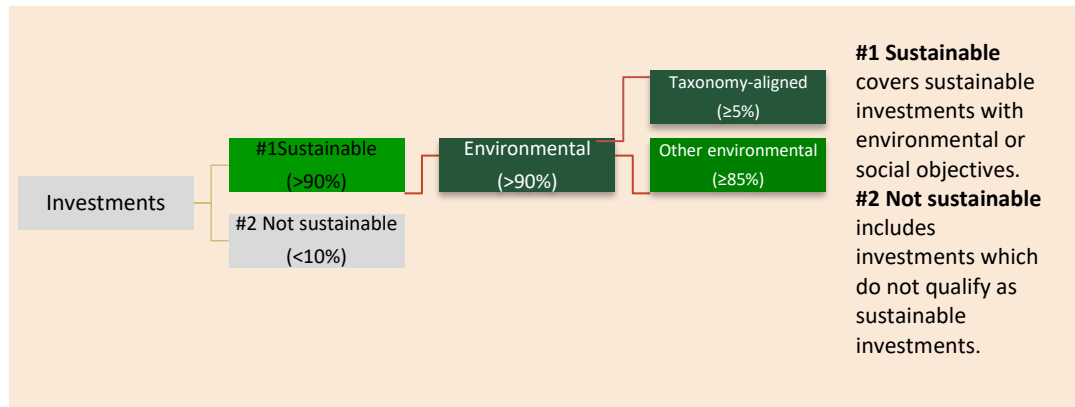 Investments
#1Sustainable
(>90%)
#2 Not sustainable
(<10%)
Environmental
(>90%)
Taxonomy-aligned
(≥5%)
Other environmental
(≥85%)
#1 Sustainable
covers sustainable
investments with
environmental or
social objectives.
#2 Not sustainable
includes
investments which
do not qualify as
sustainable
investments.